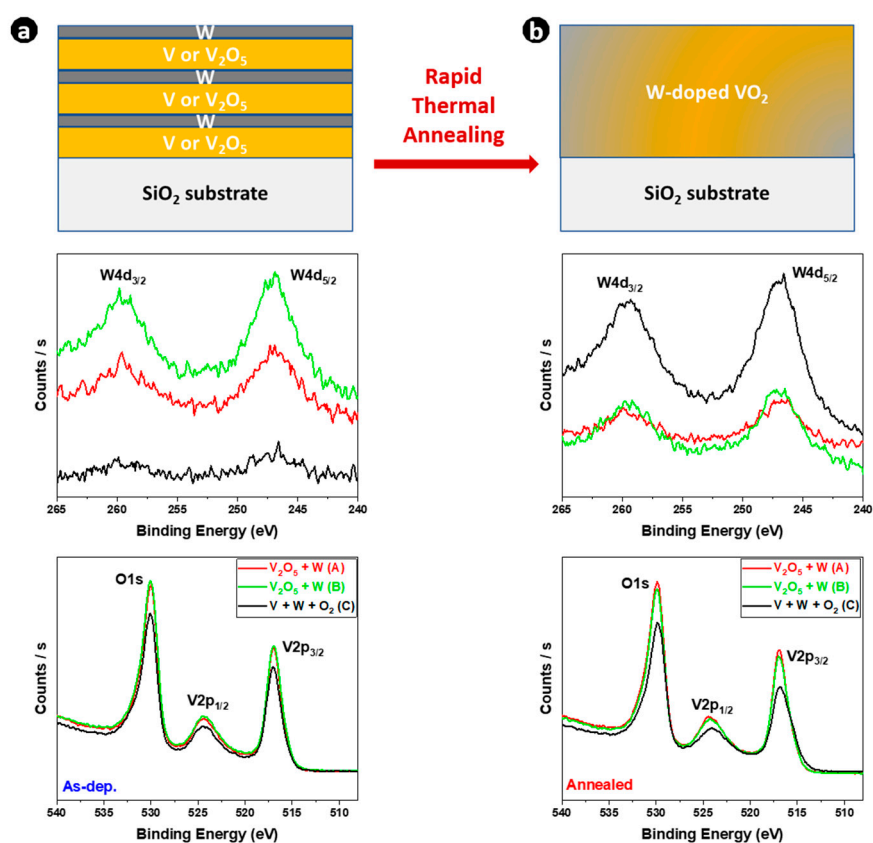 a
W
V or V₂O₅
W
V or V₂O₅
W
V or V₂O₅
SiO₂ substrate
Rapid
Thermal
Annealing
b
W-doped VO₂
SiO₂ substrate
W4d₃/₂
W4d₅/₂
Counts / s
265 260 255 250 245 240
Binding Energy (eV)
W4d₃/₂
W4d₅/₂
Counts / s
265 260 255 250 245 240
Binding Energy (eV)
V₂O₅ + W (A)
V₂O₅ + W (B)
V + W + O₂ (C)
O1s
V2p₃/₂
V2p₁/₂
Counts / s
As-dep.
540 530 525 520 515 510
Binding Energy (eV)
V₂O₅ + W (A)
V₂O₅ + W (B)
V + W + O₂ (C)
O1s
V2p₃/₂
V2p₁/₂
Counts / s
Annealed
540 530 525 520 515 510
Binding Energy (eV)